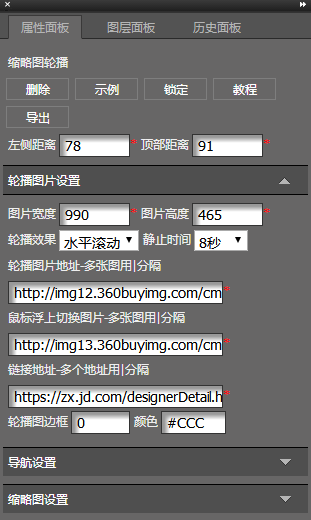 属性面板 图层面板 历史面板
缩略图轮播
删除 示例 锁定 教程
导出
左侧距离 78 * 顶部距离 91 *
轮播图片设置
图片宽度 990 * 图片高度 465 *
轮播效果 水平滚动 静止时间 8秒
轮播图片地址-多张图用|分隔
http://img12.360buyimg.com/cm *
鼠标浮上切换图片-多张图用|分隔
http://img13.360buyimg.com/cm *
链接地址-多个地址用|分隔
https://zx.jd.com/designerDetail.h *
轮播图边框 0 颜色 #CCC
导航设置
缩略图设置